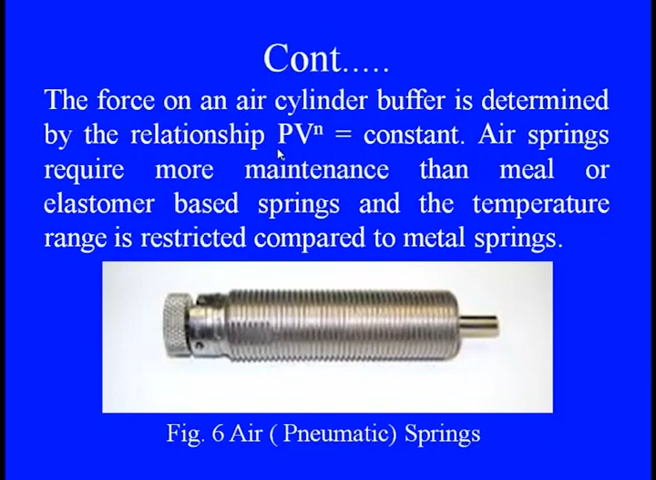 Cont.....
The force on an air cylinder buffer is determined
by the relationship PVⁿ = constant. Air springs
require more maintenance than meal or
elastomer based springs and the temperature
range is restricted compared to metal springs.
Fig. 6 Air ( Pneumatic) Springs